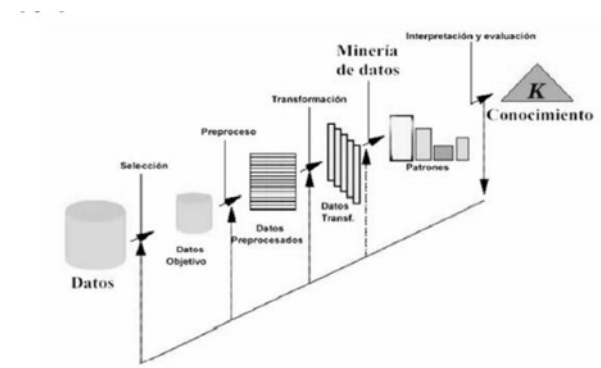 Interpretación y evaluación
Minería
de datos
K
Transformación
Conocimiento
Preproceso
Patrones
Selección
Datos
Transf.
Datos
Preprocesados
Datos
Objetivo
Datos